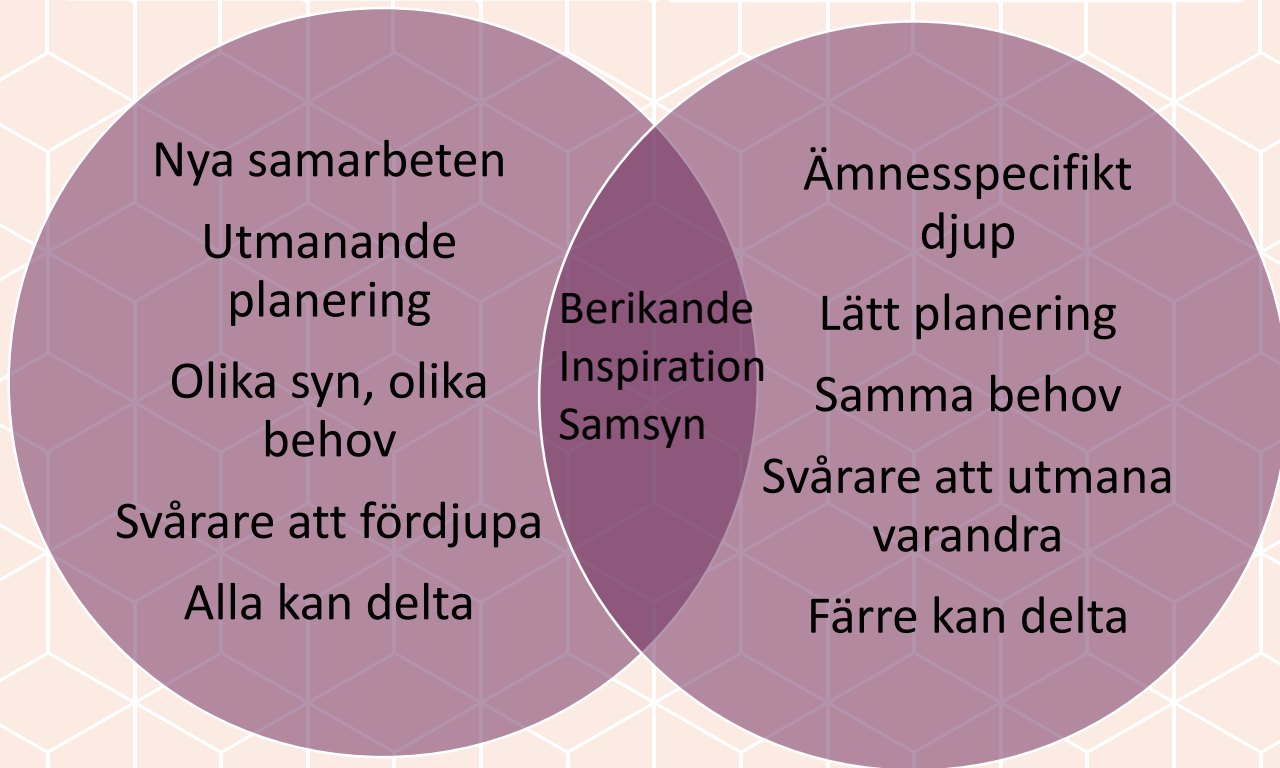 Nya samarbeten
Utmanande
planering
Olika syn, olika
behov
Svårare att fördjupa
Alla kan delta
Berikande
Inspiration
Samsyn
Ämnesspecifikt
djup
Lätt planering
Samma behov
Svårare att utmana
varandra
Färre kan delta